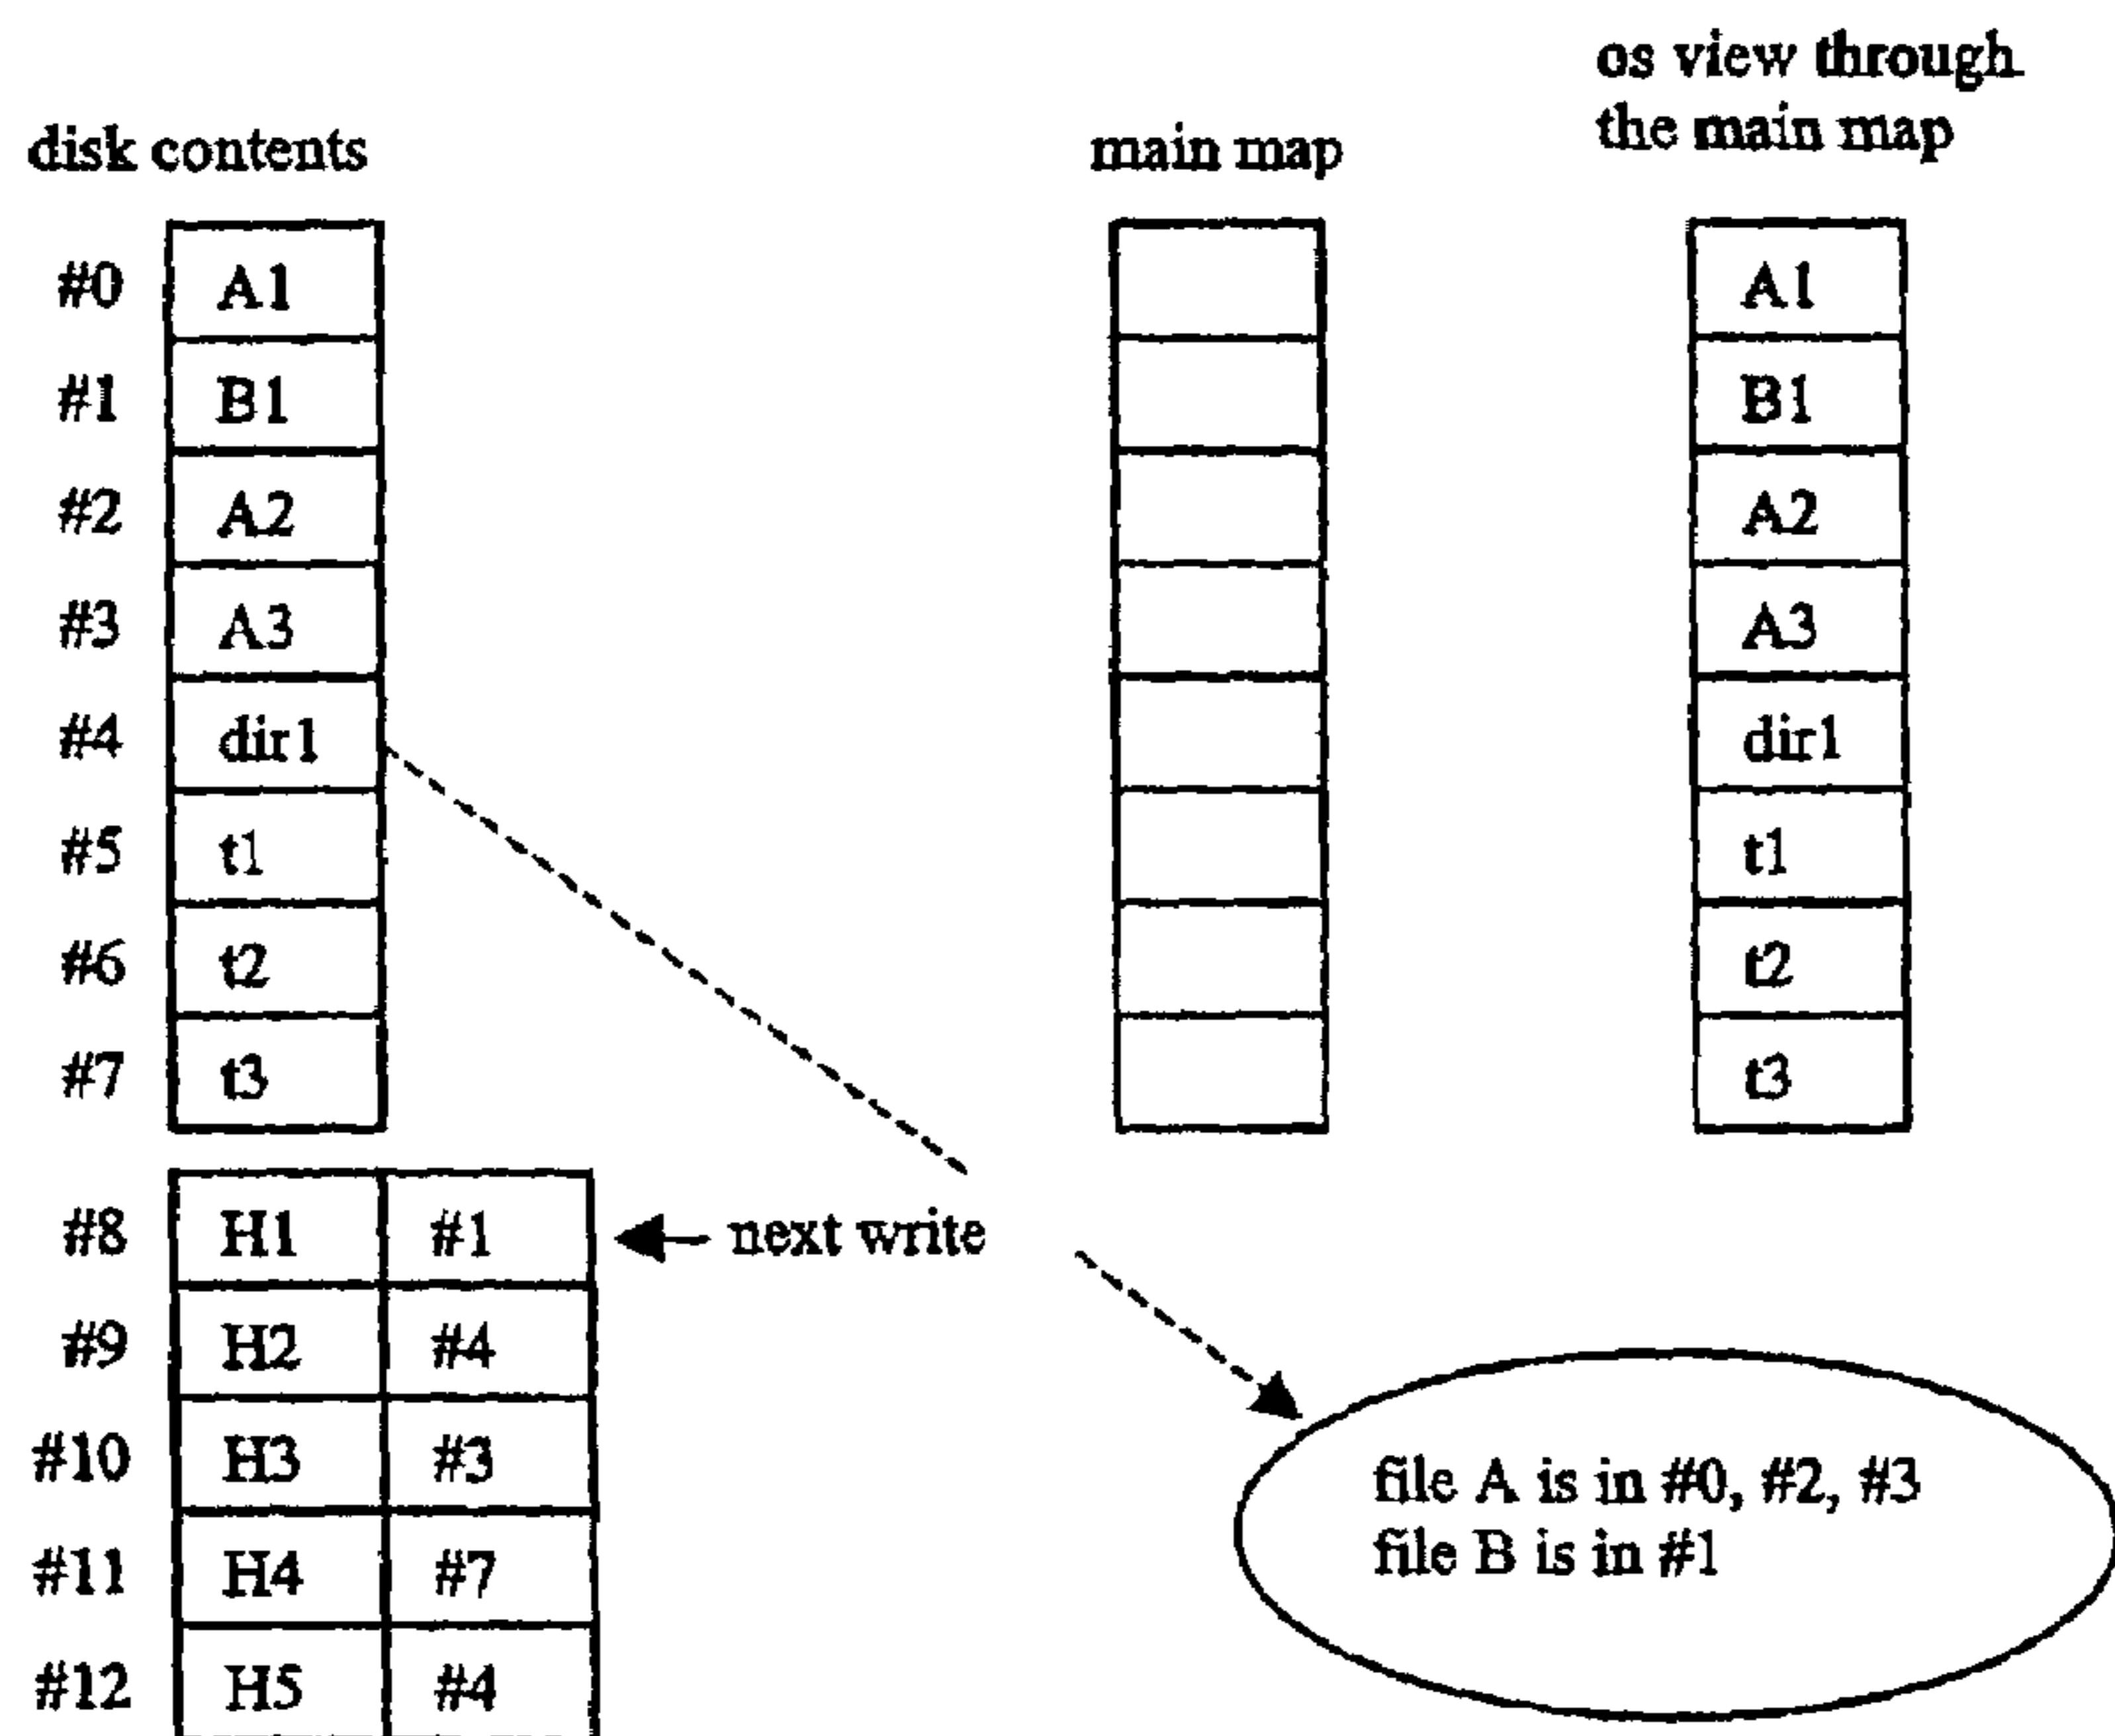 os view through
the main map
disk contents
main map
#0 A1 A1
#1 B1 B1
#2 A2 A2
#3 A3 A3
#4 dir1 dir1
#5 t1 t1
#6 t2 t2
#7 t3 t3
#8 H1 #1 next write
#9 H2 #4
#10 H3 #3
#11 H4 #7
#12 H5 #4
file A is in #0, #2, #3
file B is in #1